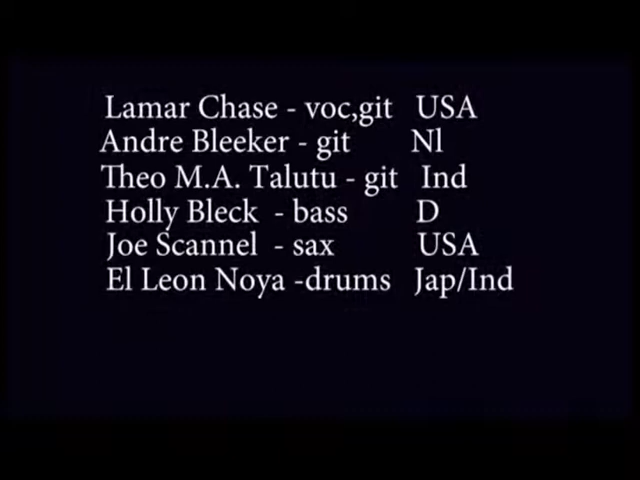 Lamar Chase - voc,git USA
Andre Bleeker - git Nl
Theo M.A. Talutu - git Ind
Holly Bleck - bass D
Joe Scannel - sax USA
El Leon Noya -drums Jap/Ind